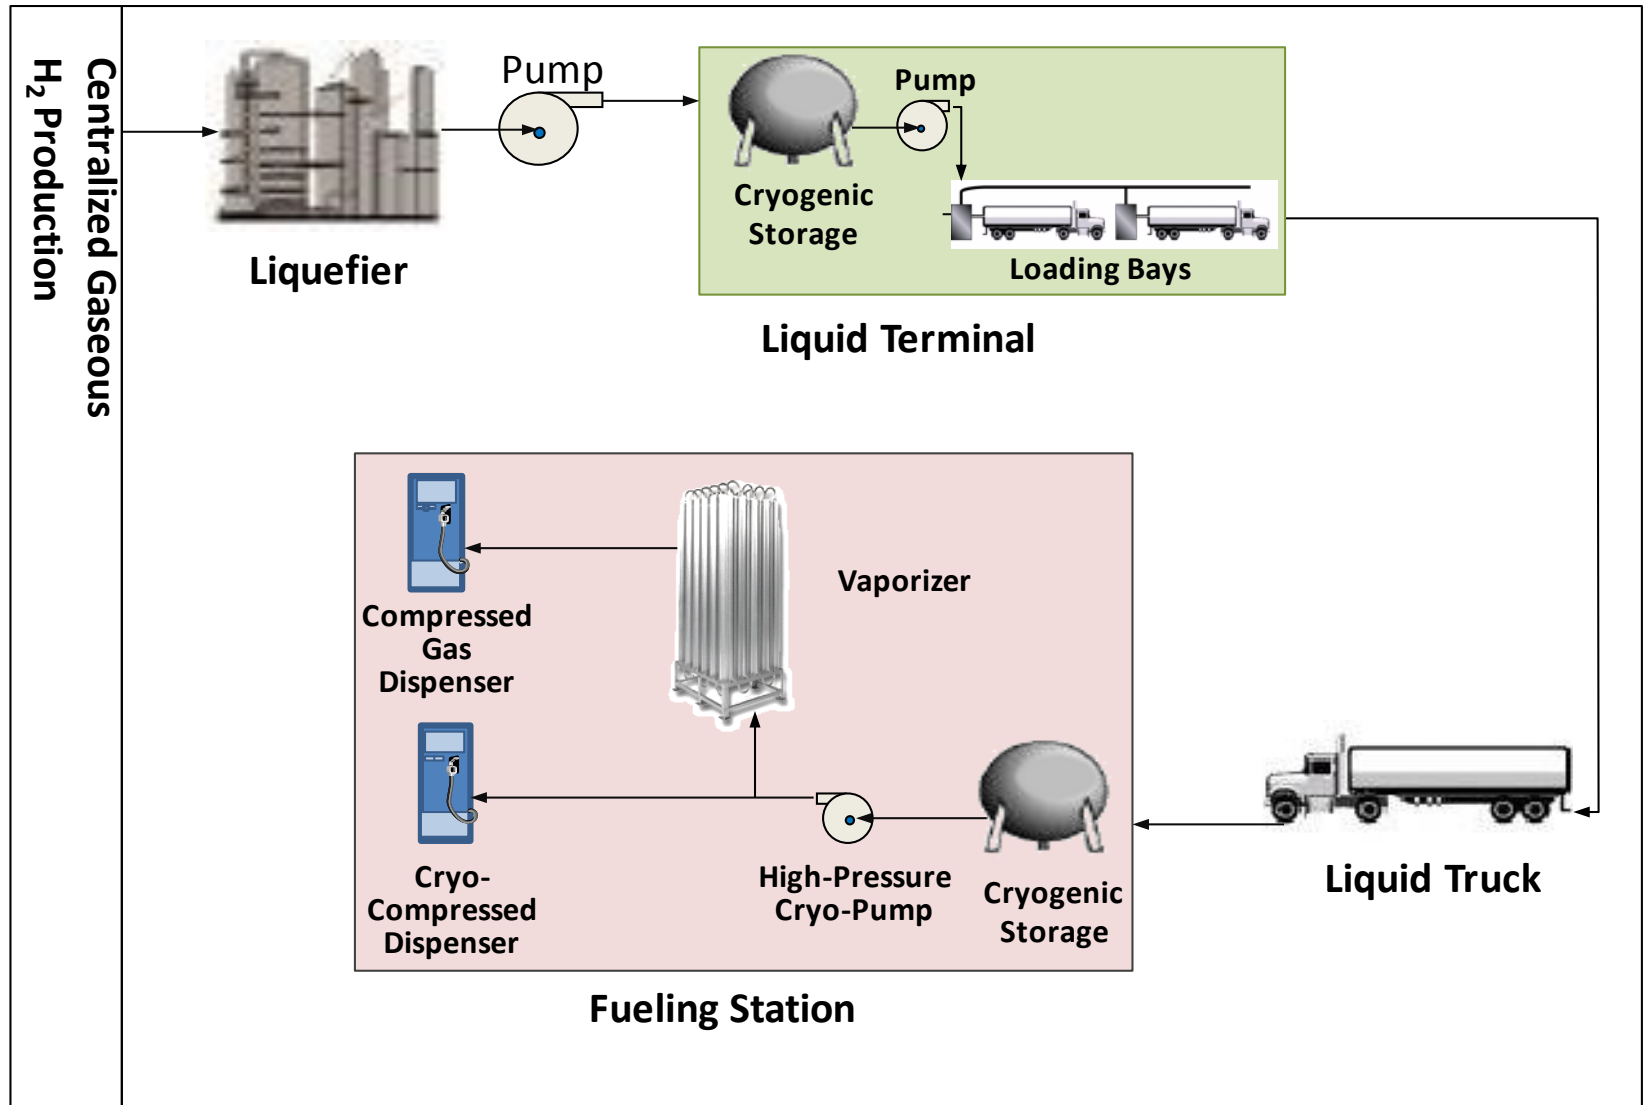 Centralized Gaseous
H₂ Production
Pump
Liquefier
Pump
Cryogenic
Storage
Loading Bays
Liquid Terminal
Vaporizer
Compressed
Gas
Dispenser
Cryo-
Compressed
Dispenser
High-Pressure
Cryo-Pump
Cryogenic
Storage
Liquid Truck
Fueling Station